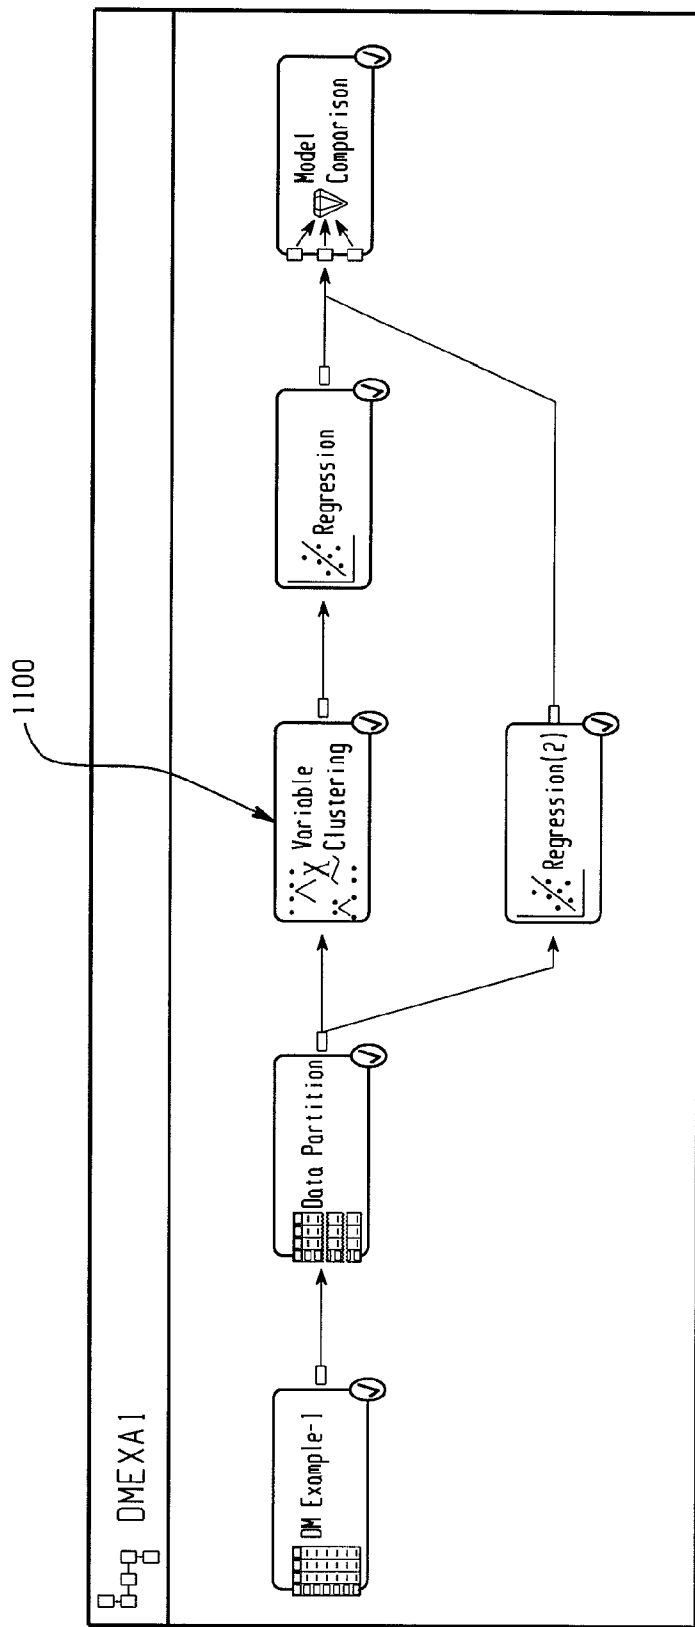 1100
DMEXA1
DM Example-1
Data Partition
Variable
Clustering
Regression
Model
Comparison
Regression(2)